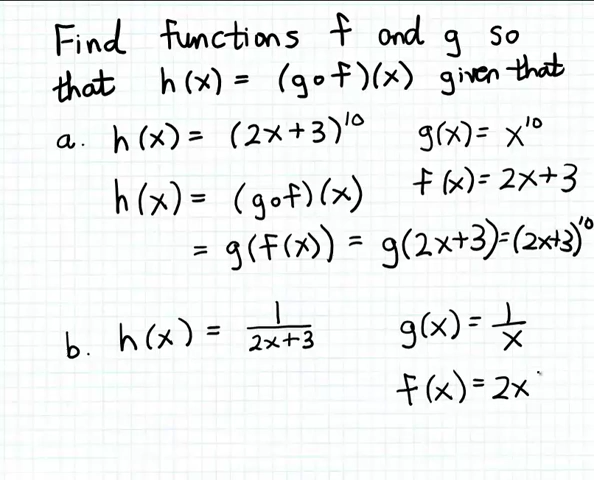 Find functions f and g so
that h(x) = (g∘f)(x) given that
a. h(x) = (2x+3)^10 g(x) = x^10
h(x) = (g∘f)(x) f(x) = 2x+3
= g(f(x)) = g(2x+3) = (2x+3)^10
b. h(x) = 1/(2x+3) g(x) = 1/x
f(x) = 2x